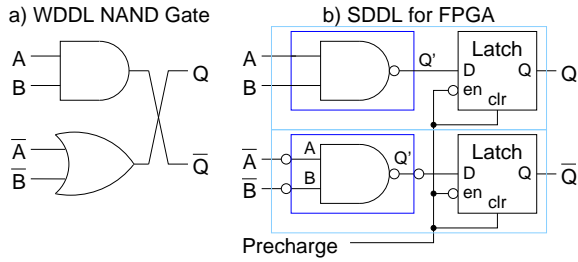 a) WDDL NAND Gate
b) SDDL for FPGA
A
B
Q
A̅
B̅
Q̅
A
B
Q'
Latch
D
Q
en
clr
Q
A̅
B̅
A
B
Q'
Latch
D
Q
en
clr
Q̅
Precharge